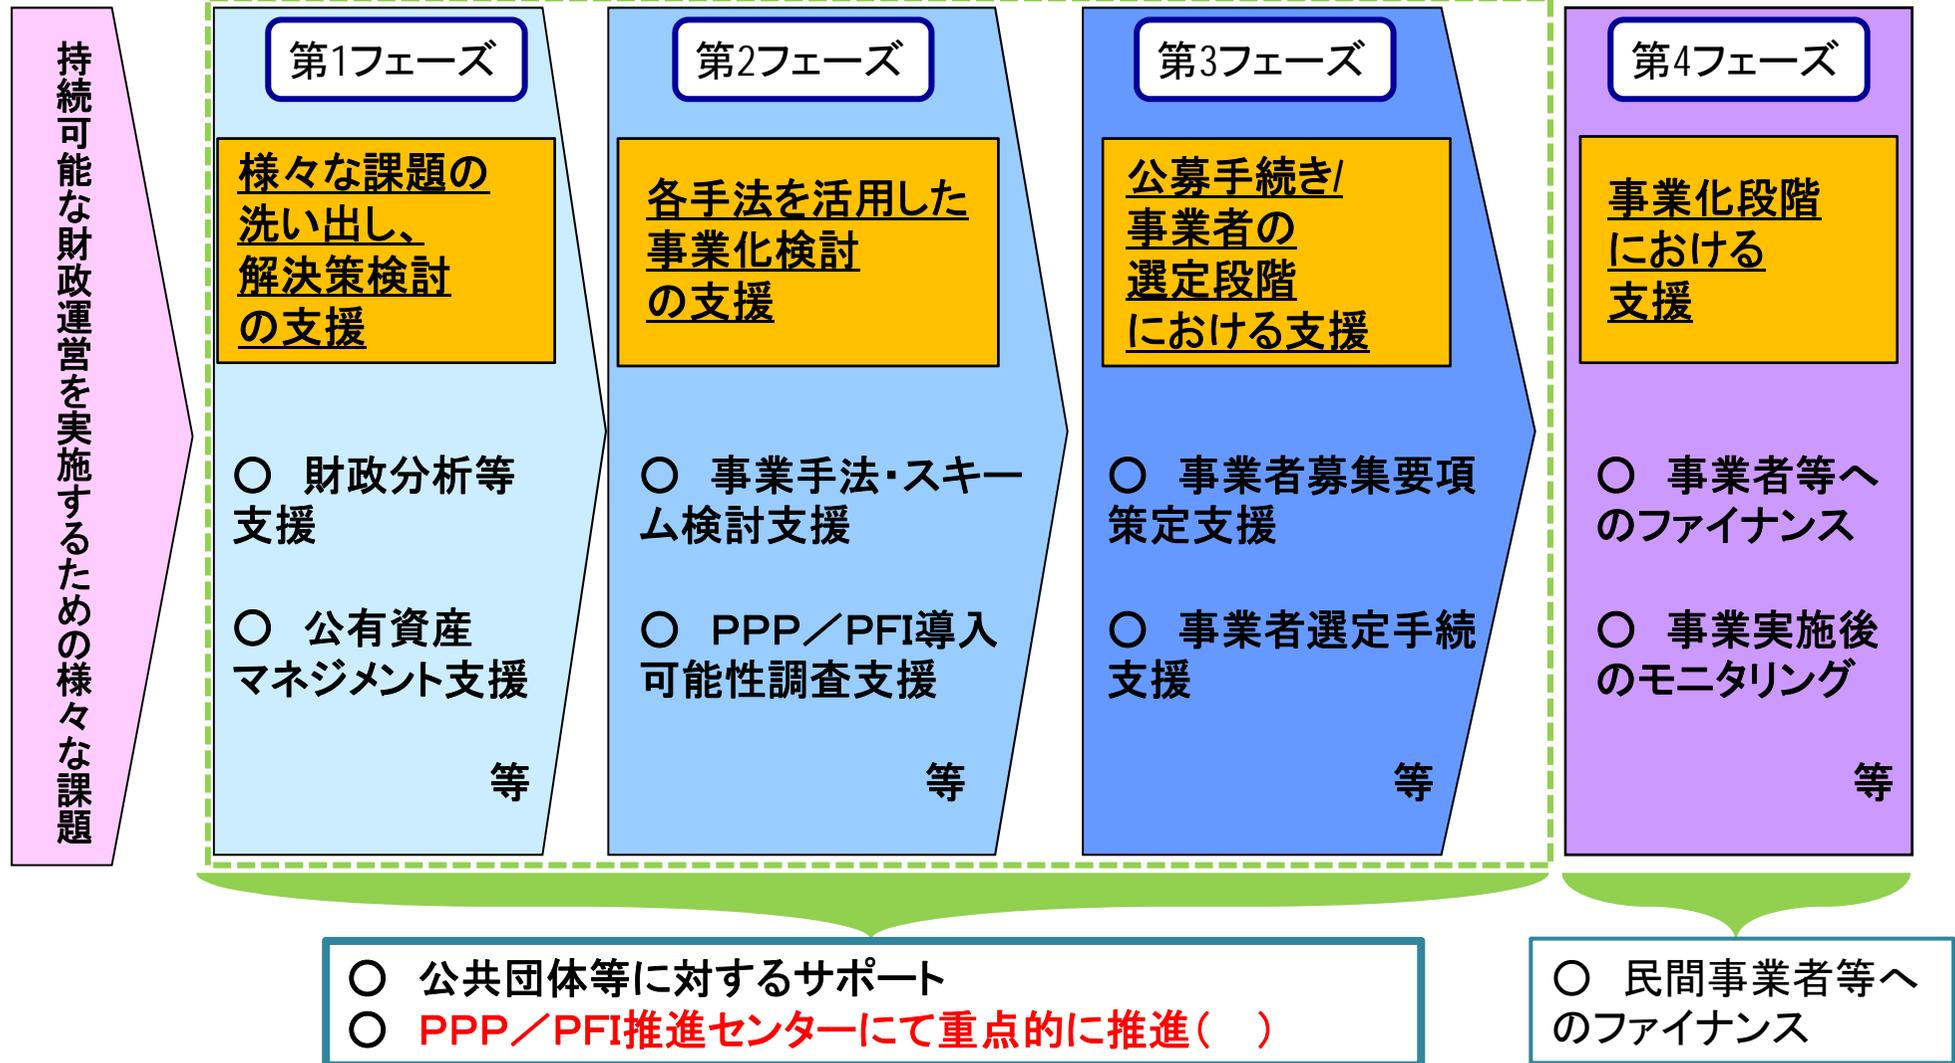 持続可能な財政運営を実施するための様々な課題
第1フェーズ
様々な課題の
洗い出し、
解決策検討
の支援
○ 財政分析等
支援
○ 公有資産
マネジメント支援
等
第2フェーズ
各手法を活用した
事業化検討
の支援
○ 事業手法・スキー
ム検討支援
○ PPP／PFI導入
可能性調査支援
等
第3フェーズ
公募手続き/
事業者の
選定段階
における支援
○ 事業者募集要項
策定支援
○ 事業者選定手続
支援
等
第4フェーズ
事業化段階
における
支援
○ 事業者等へ
のファイナンス
○ 事業実施後
のモニタリング
等
○ 公共団体等に対するサポート
○ PPP／PFI推進センターにて重点的に推進(　)
○ 民間事業者等へ
のファイナンス